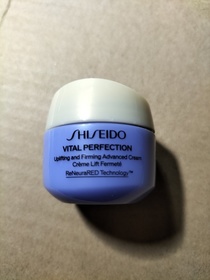 SHISEIDO
VITAL PERFECTION
Uplifting and Firming Advanced Cream
Crème Lift Fermeté
ReNeuraRED Technology™